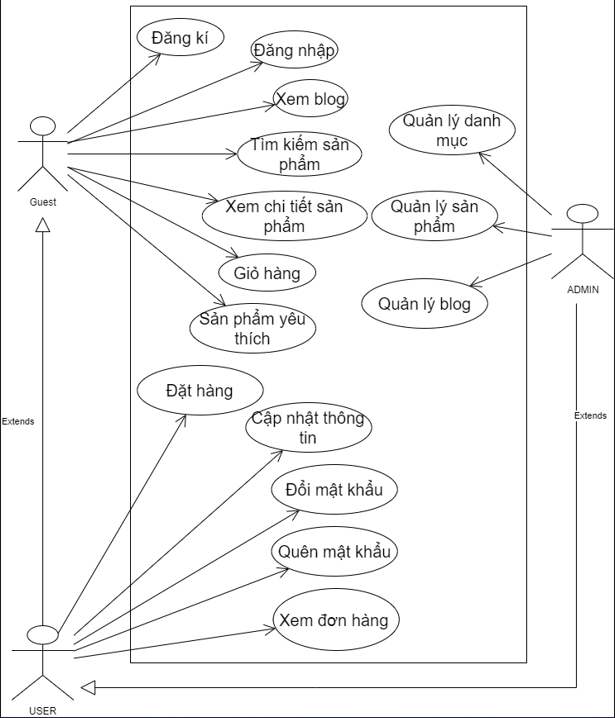 Đăng kí
Đăng nhập
Xem blog
Tìm kiếm sản
phẩm
Xem chi tiết sản
phẩm
Giỏ hàng
Sản phẩm yêu
thích
Guest
Quản lý danh
mục
Quản lý sản
phẩm
Quản lý blog
ADMIN
Đặt hàng
Cập nhật thông
tin
Đổi mật khẩu
Quên mật khẩu
Xem đơn hàng
Extends
Extends
USER